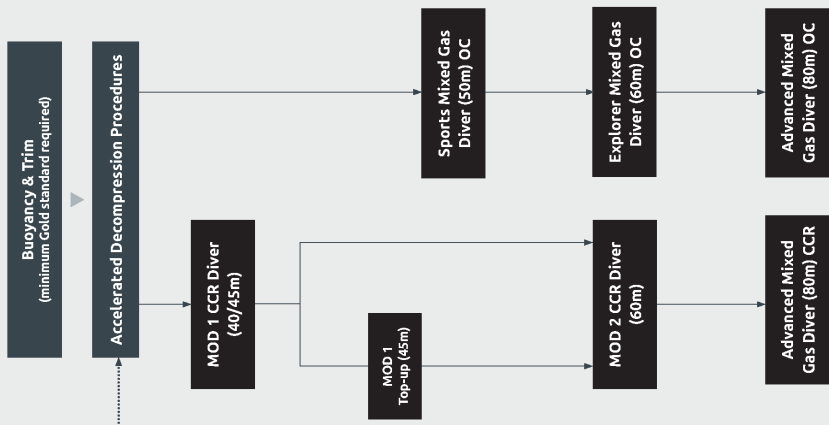 Buoyancy & Trim
(minimum Gold standard required)
Accelerated Decompression Procedures
MOD 1 CCR Diver
(40/45m)
MOD 1
Top-up (45m)
Sports Mixed Gas
Diver (50m) OC
MOD 2 CCR Diver
(60m)
Explorer Mixed Gas
Diver (60m) OC
Advanced Mixed
Gas Diver (80m) CCR
Advanced Mixed
Gas Diver (80m) OC